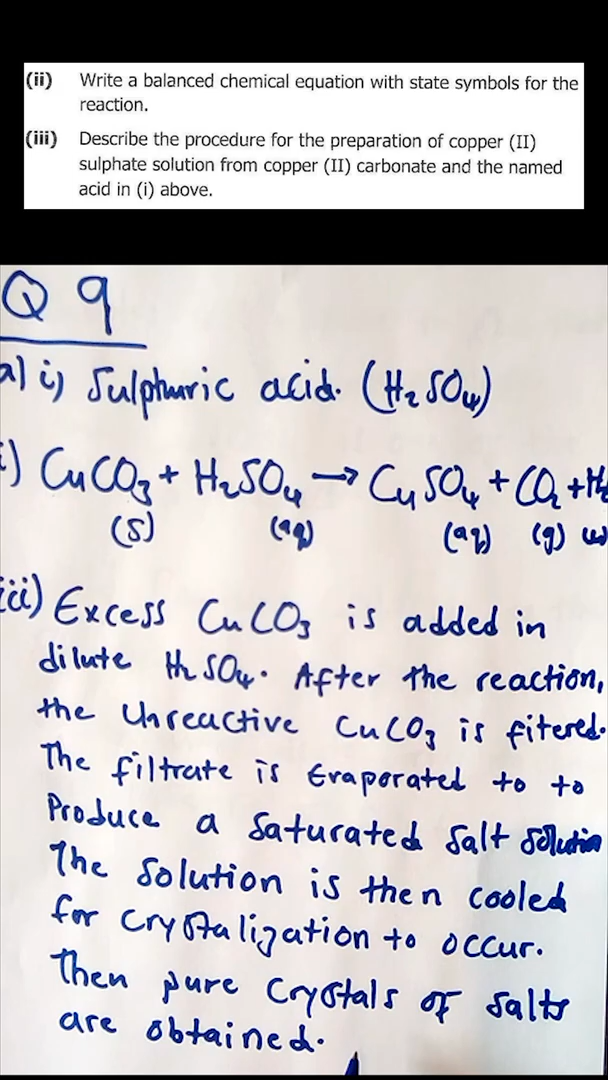 (ii) Write a balanced chemical equation with state symbols for the
reaction.
(iii) Describe the procedure for the preparation of copper (II)
sulphate solution from copper (II) carbonate and the named
acid in (i) above.
Q 9
a) i) Sulphuric acid. (H₂SO₄)
i) CuCO₃ + H₂SO₄ → CuSO₄ + CO₂ + H₂
(s) (aq) (aq) (g)
iii) Excess CuCO₃ is added in
dilute H₂SO₄. After the reaction,
the Unreactive CuCO₃ is fitered.
The filtrate is Evaporated to to
Produce a saturated salt solution
The solution is then cooled
for crystalization to occur.
Then pure crystals of salts
are obtained.